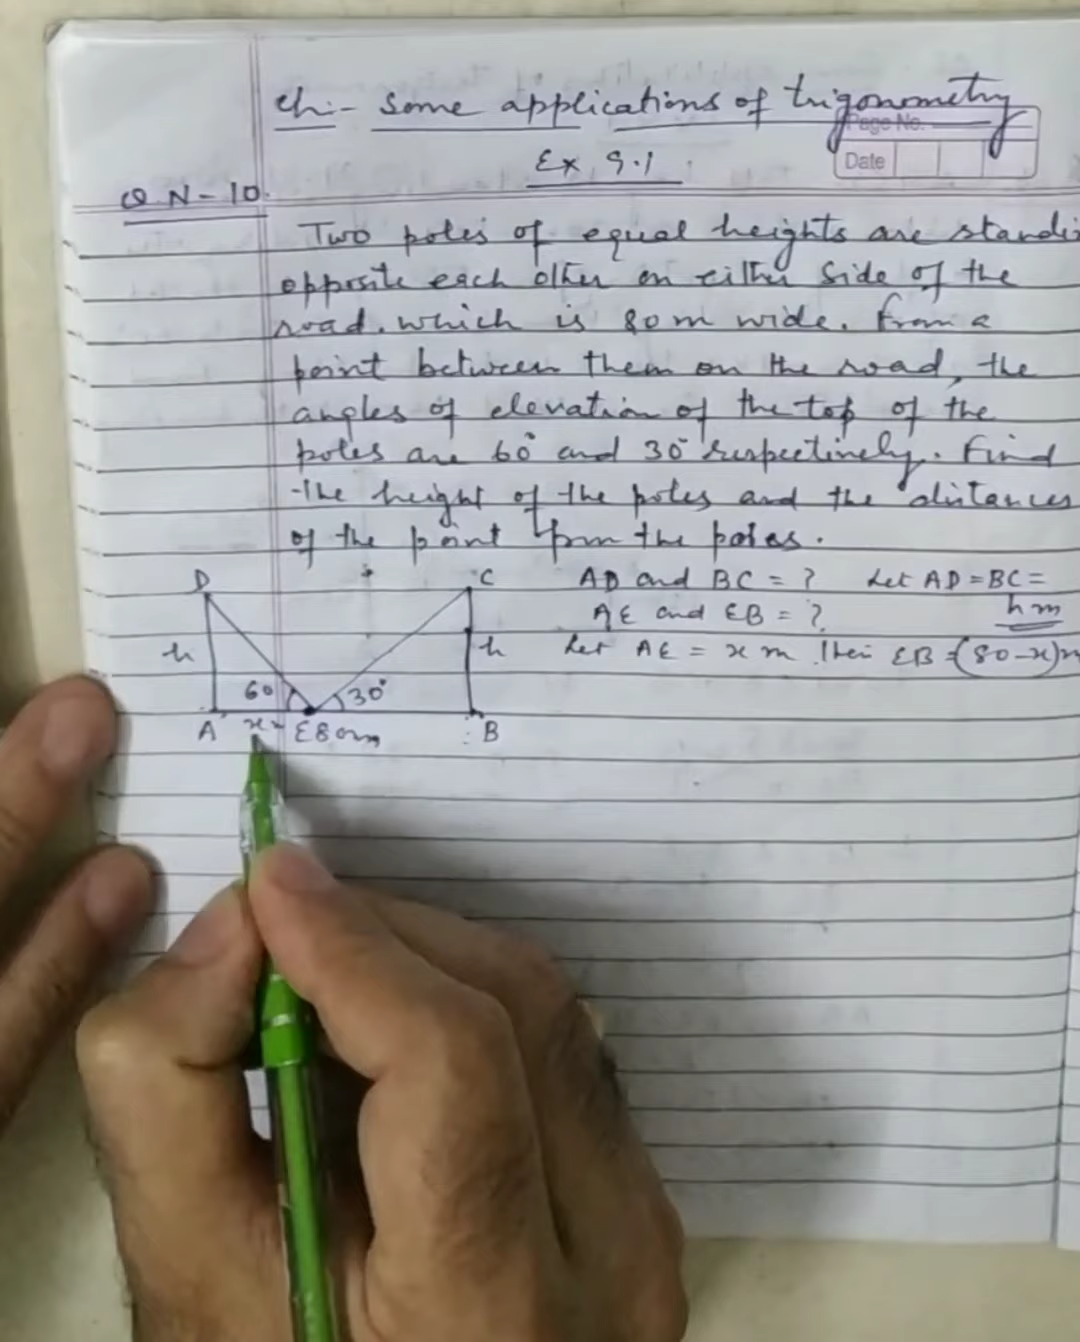 Ch:- Some applications of trigonometry
Page No.
Date
Ex 9.1
Q N - 10.
Two poles of equal heights are standi
opposite each other on either side of the
road. which is 80 m wide. From a
point between them on the road, the
angles of elevation of the top of the
poles are 60° and 30° respectively. Find
the height of the poles and the distances
of the point from the poles.
D C
AD and BC = ? Let AD = BC =
AE and EB = ? h m
h h
Let AE = x m Then EB = (80-x)m
60 30°
A x E 80m B